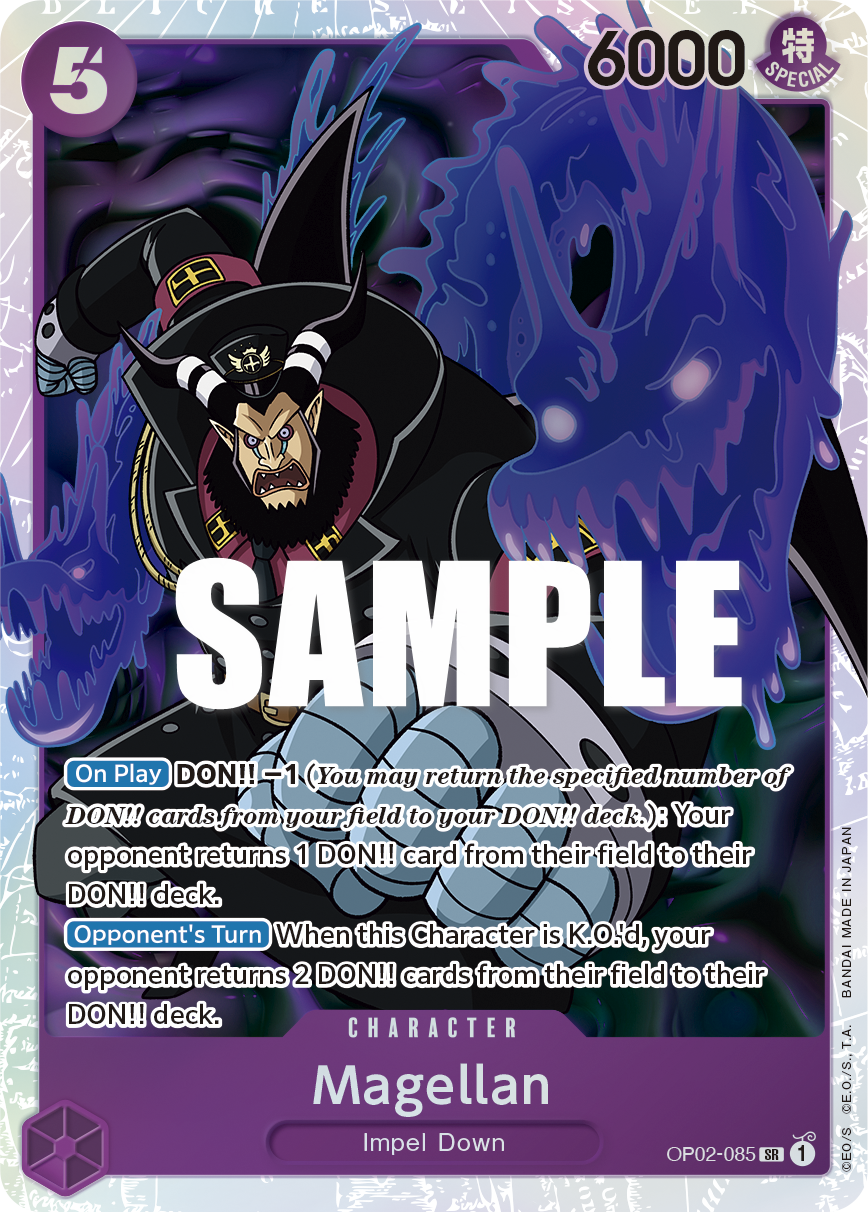 5
6000
特
SPECIAL
SAMPLE
On Play DON!! −1 (You may return the specified number of
DON!! cards from your field to your DON!! deck.): Your
opponent returns 1 DON!! card from their field to their
DON!! deck.
Opponent's Turn When this Character is K.O.'d, your
opponent returns 2 DON!! cards from their field to their
DON!! deck.
CHARACTER
Magellan
Impel Down
OP02-085 SR 1
©EO/S ©E.O./S., T.A. BANDAI MADE IN JAPAN